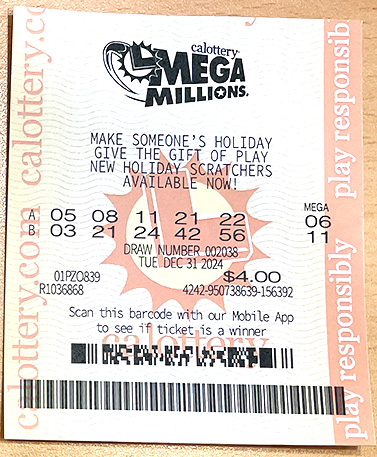 calottery
MEGA
MILLIONS.
MAKE SOMEONE'S HOLIDAY
GIVE THE GIFT OF PLAY
NEW HOLIDAY SCRATCHERS
AVAILABLE NOW!
MEGA
A 05 08 11 21 22 06
B 03 21 24 42 56 11
DRAW NUMBER 002038
TUE DEC 31 2024
01PZO839 $4.00
R1036868 4242-950738639-156392
Scan this barcode with our Mobile App
to see if ticket is a winner
calottery
calottery.com calottery.c
play responsibly play responsib